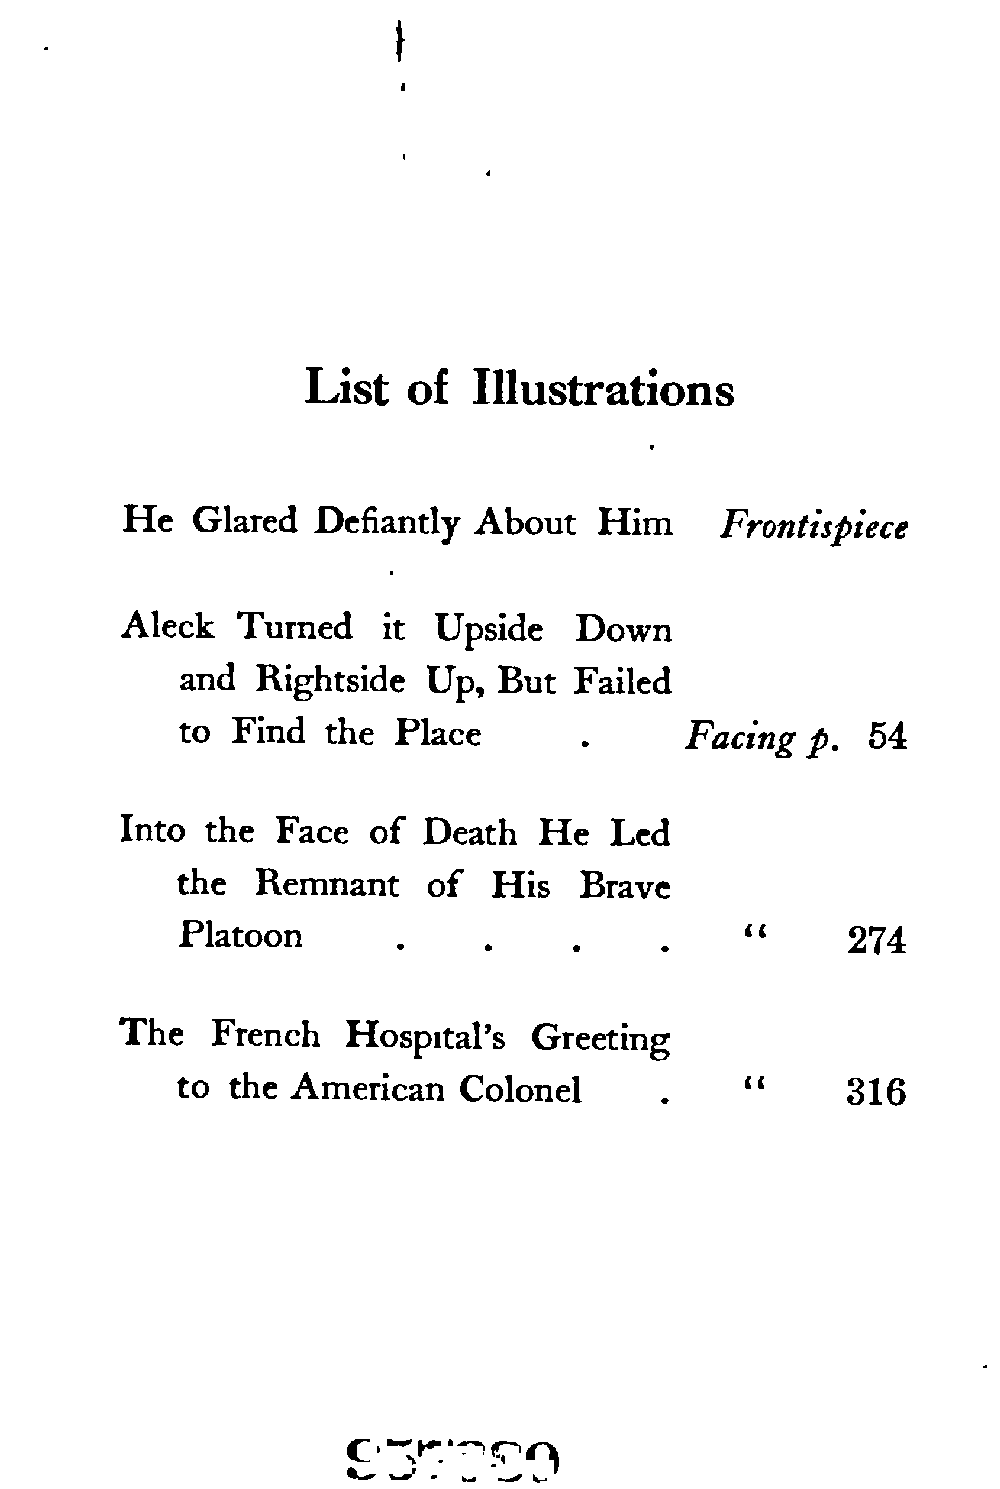 List of Illustrations
He Glared Defiantly About Him Frontispiece
Aleck Turned it Upside Down
and Rightside Up, But Failed
to Find the Place . Facing p. 54
Into the Face of Death He Led
the Remnant of His Brave
Platoon . . . . “ 274
The French Hospital's Greeting
to the American Colonel . “ 316